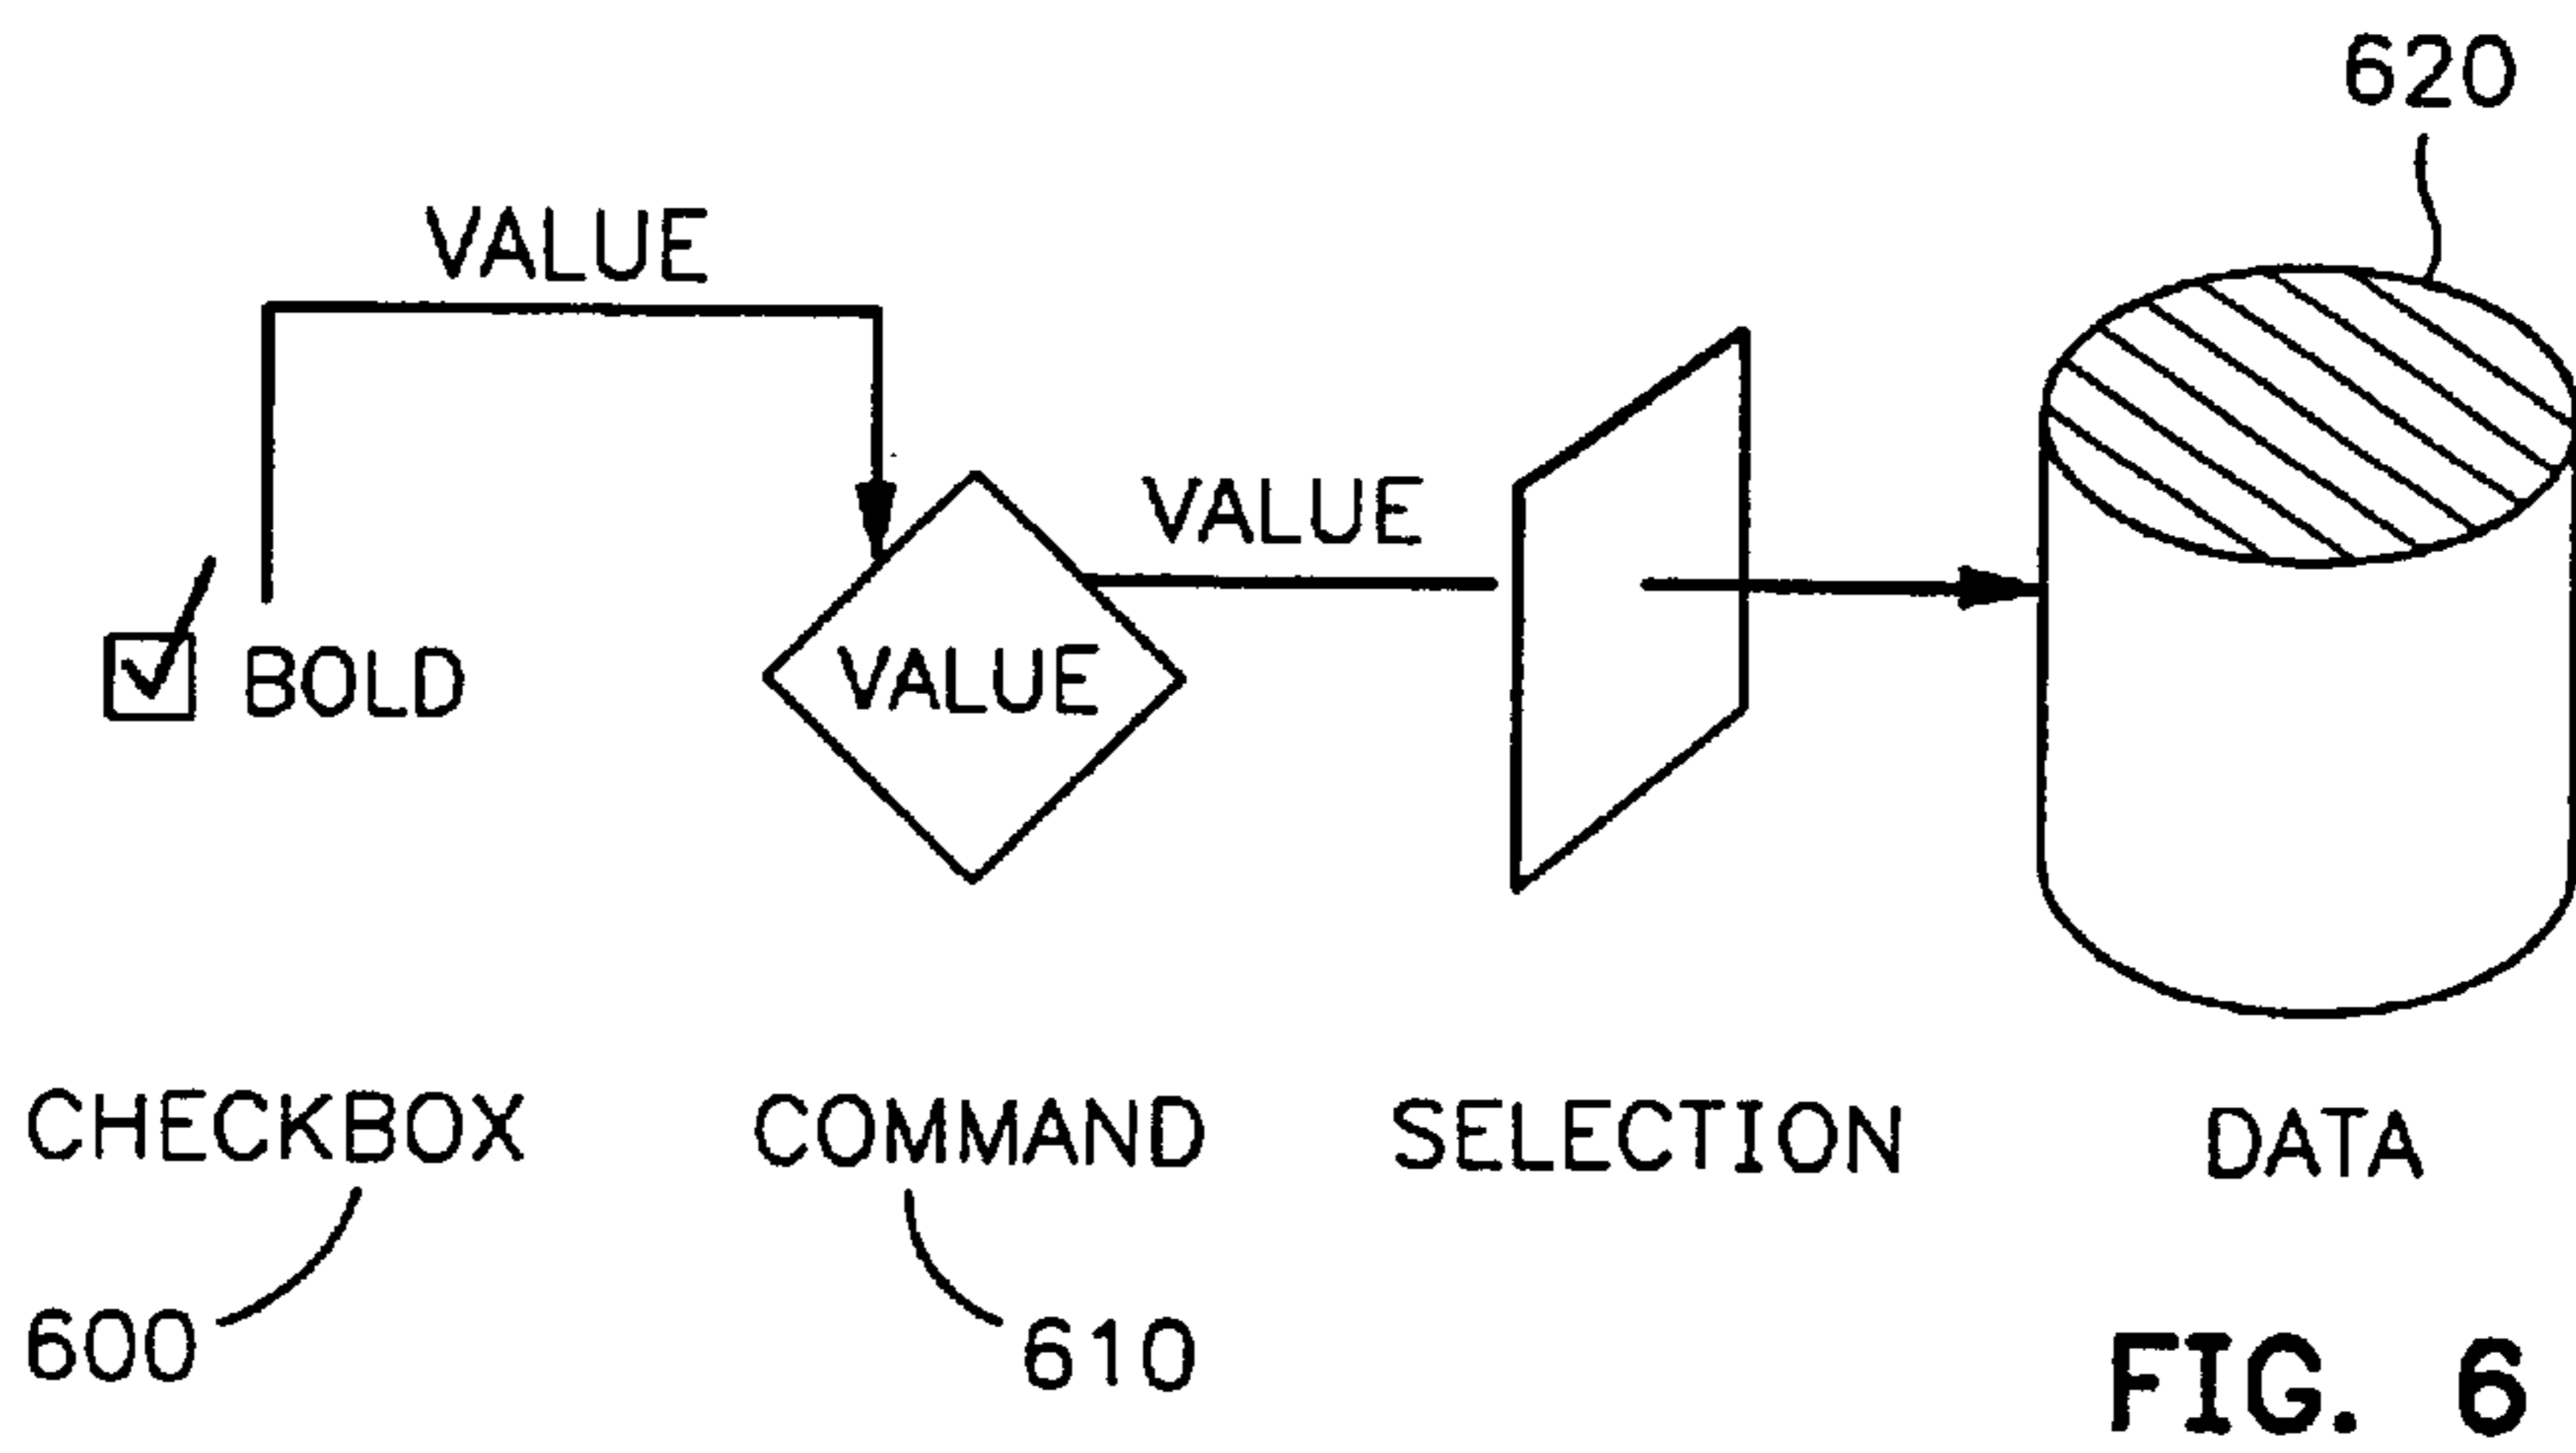 620
VALUE
VALUE
BOLD
VALUE
CHECKBOX COMMAND SELECTION DATA
600 610
FIG. 6